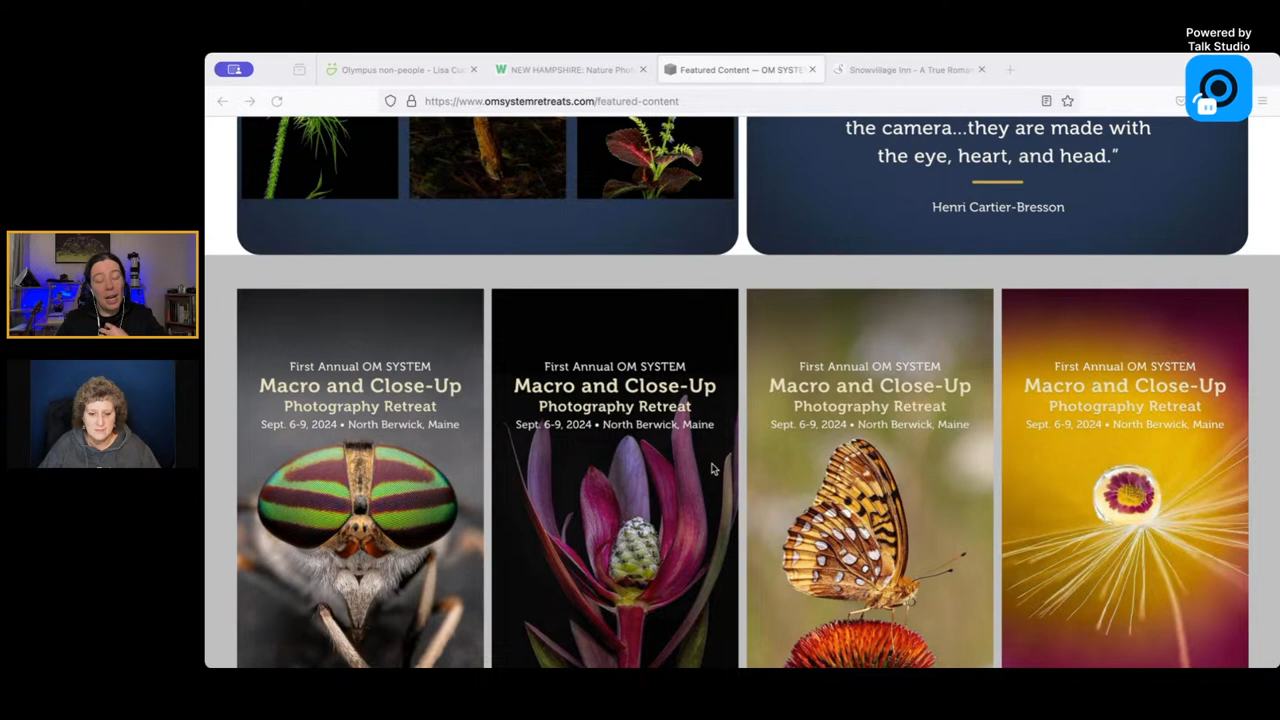 Powered by
Talk Studio
Olympus non-people - Lisa Cu
NEW HAMPSHIRE: Nature Phot
Featured Content — OM SYSTE
Snowvillage Inn - A True Roman
https://www.omsystemretreats.com/featured-content
the camera...they are made with
the eye, heart, and head.”
Henri Cartier-Bresson
First Annual OM SYSTEM
Macro and Close-Up
Photography Retreat
Sept. 6-9, 2024 • North Berwick, Maine
First Annual OM SYSTEM
Macro and Close-Up
Photography Retreat
Sept. 6-9, 2024 • North Berwick, Maine
First Annual OM SYSTEM
Macro and Close-Up
Photography Retreat
Sept. 6-9, 2024 • North Berwick, Maine
First Annual OM SYSTEM
Macro and Close-Up
Photography Retreat
Sept. 6-9, 2024 • North Berwick, Maine